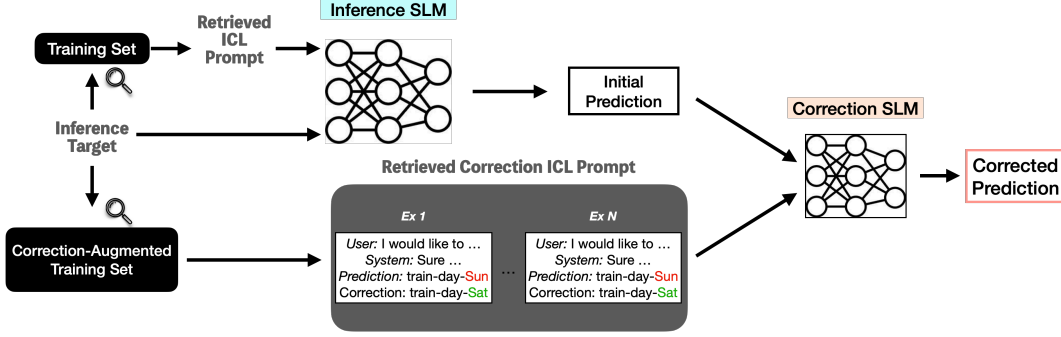 Inference SLM
Retrieved
ICL
Prompt
Training Set
Initial
Prediction
Correction SLM
Inference
Target
Retrieved Correction ICL Prompt
Corrected
Prediction
Correction-Augmented
Training Set
Ex 1
User: I would like to ...
System: Sure ...
Prediction: train-day-Sun
Correction: train-day-Sat
...
Ex N
User: I would like to ...
System: Sure ...
Prediction: train-day-Sun
Correction: train-day-Sat